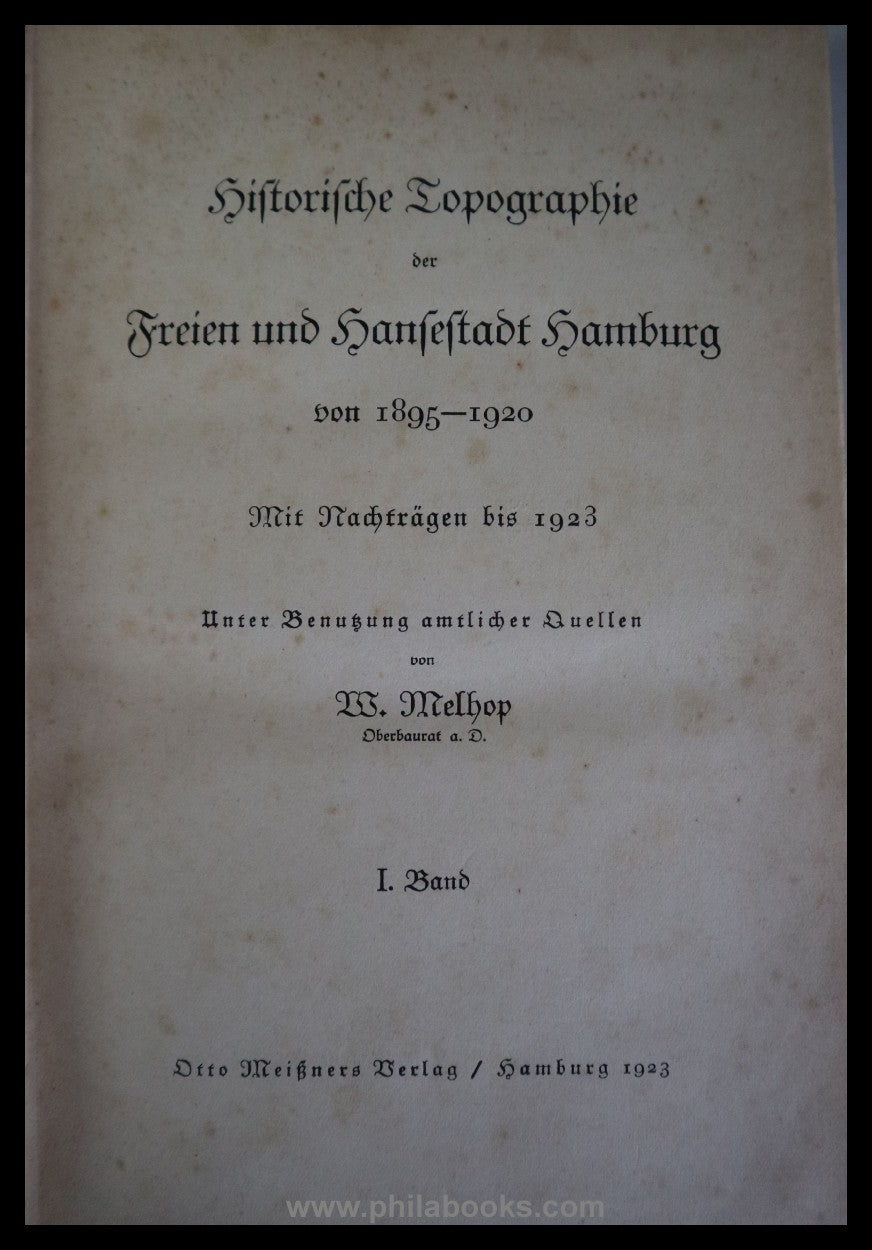 Historische Topographie
der
Freien und Hansestadt Hamburg
von 1895—1920
Mit Nachträgen bis 1923
Unter Benutzung amtlicher Quellen
von
W. Melhop
Oberbaurat a. D.
I. Band
Otto Meißners Verlag / Hamburg 1923
www.philabooks.com